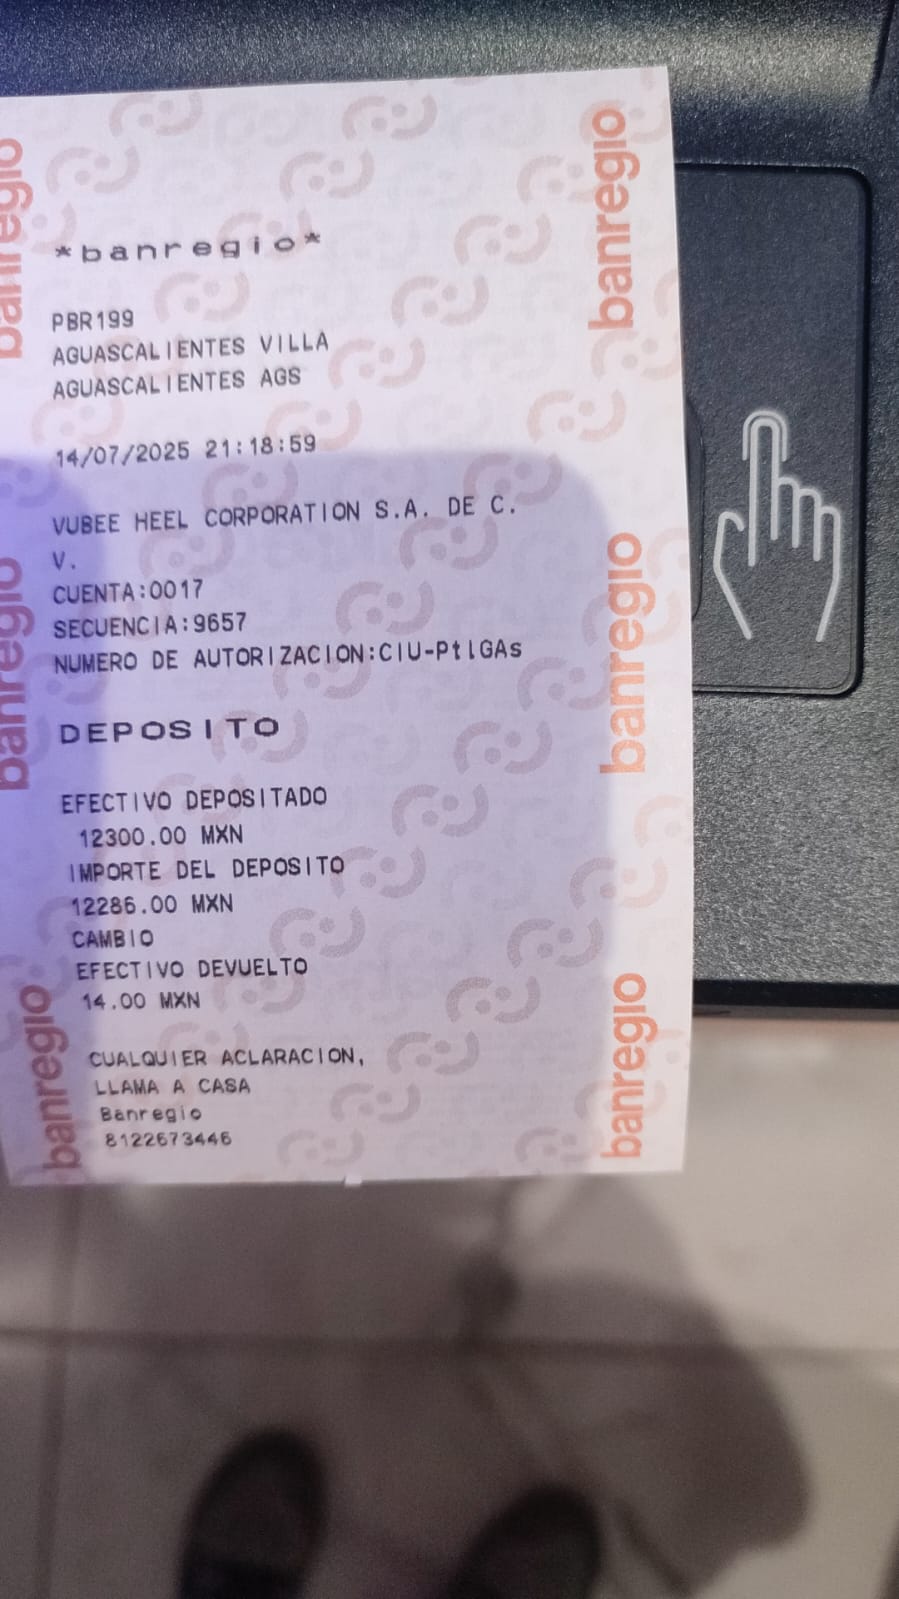 *banregio*
PBR199
AGUASCALIENTES VILLA
AGUASCALIENTES AGS
14/07/2025 21:18:59
VUBEE HEEL CORPORATION S.A. DE C.
V.
CUENTA:0017
SECUENCIA:9657
NUMERO DE AUTORIZACION:CIU-PtlGAs
DEPOSITO
EFECTIVO DEPOSITADO
12300.00 MXN
IMPORTE DEL DEPOSITO
12286.00 MXN
CAMBIO
EFECTIVO DEVUELTO
14.00 MXN
CUALQUIER ACLARACION,
LLAMA A CASA
Banregio
8122673446
banregio
banregio
banregio
banregio
banregio
banregio